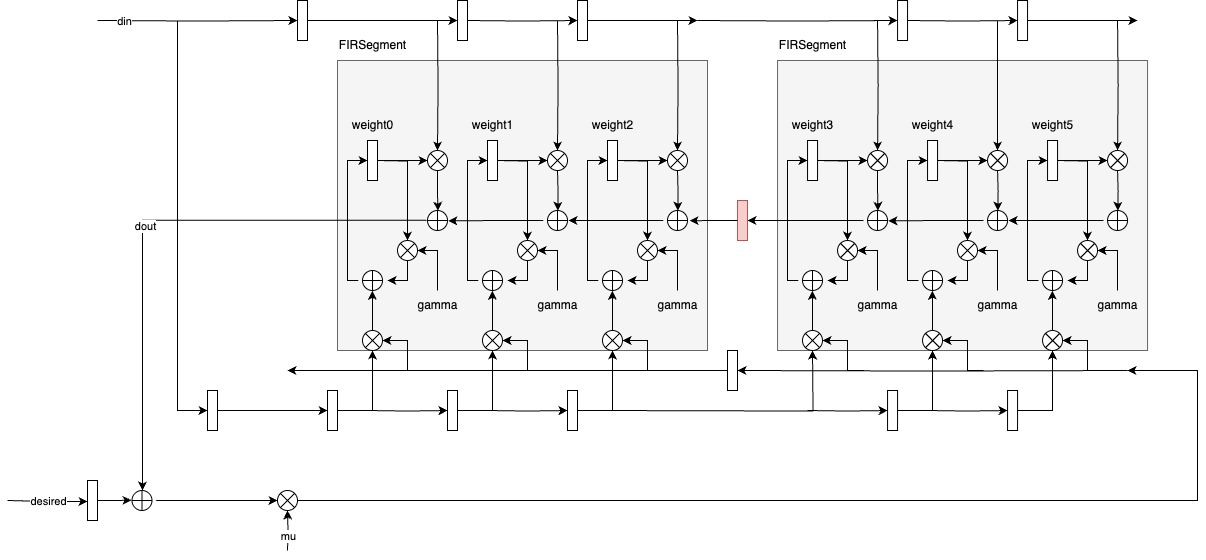 din
FIRSegment
FIRSegment
weight0
weight1
weight2
weight3
weight4
weight5
dout
gamma
gamma
gamma
gamma
gamma
gamma
desired
mu